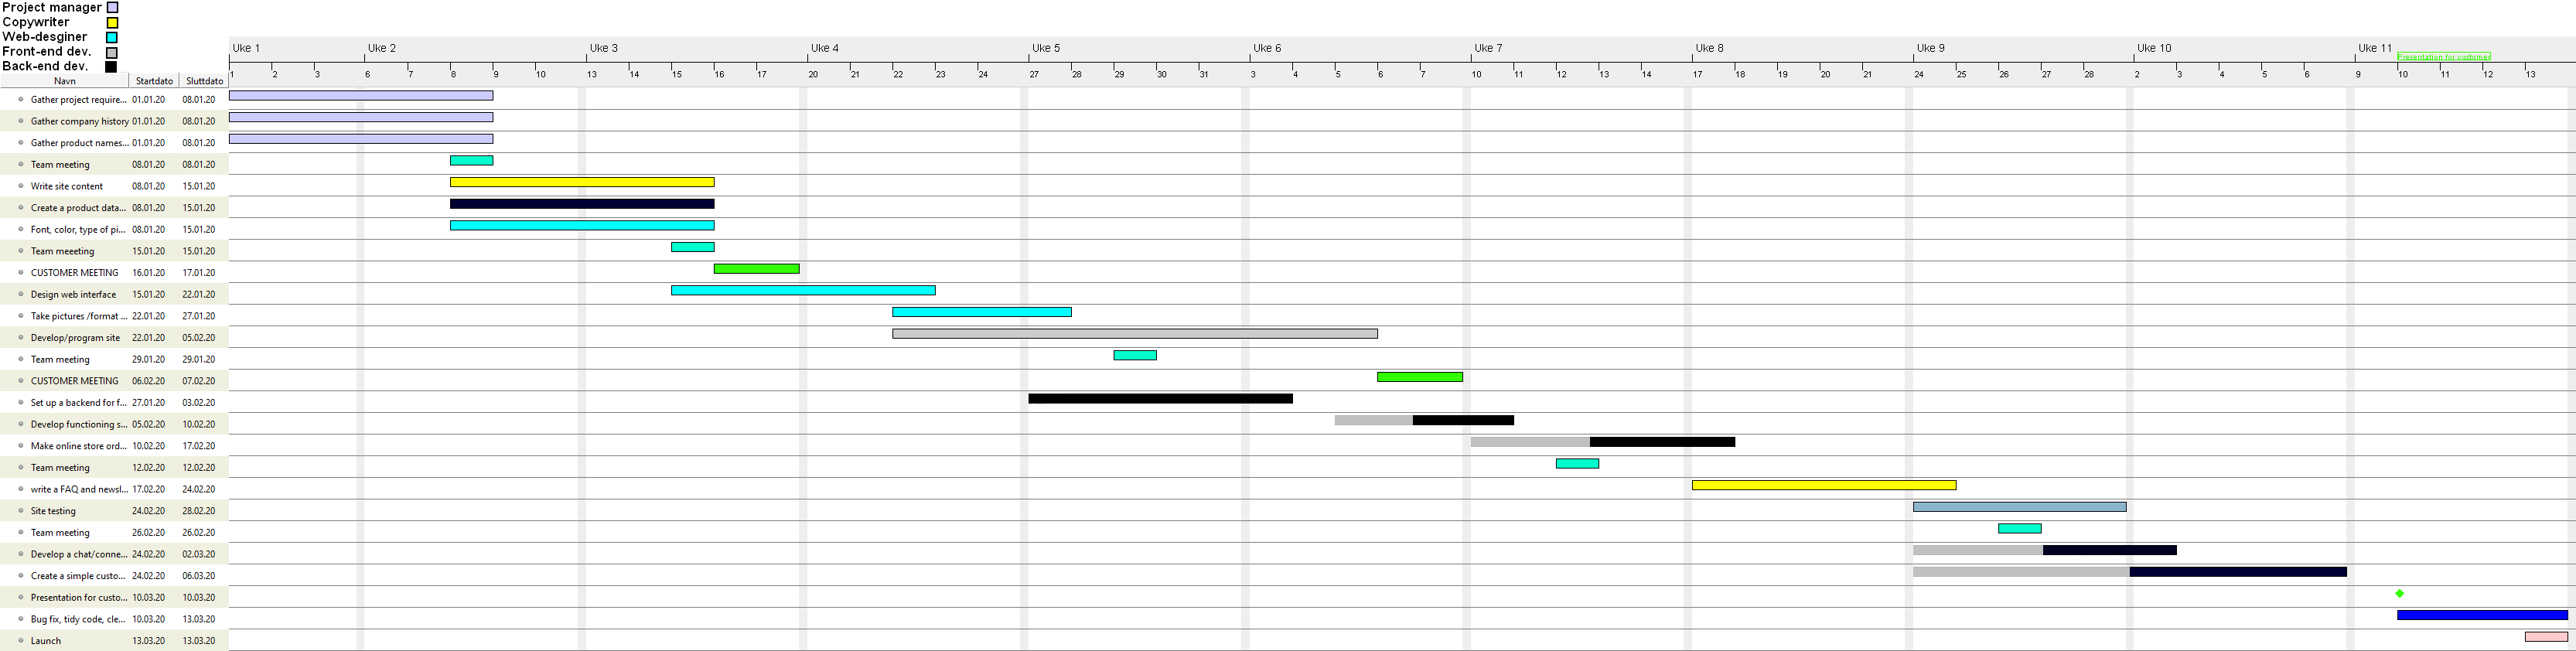 Project manager
Copywriter
Web-desginer
Front-end dev.
Back-end dev.
Uke 1 Uke 2 Uke 3 Uke 4 Uke 5 Uke 6 Uke 7 Uke 8 Uke 9 Uke 10 Uke 11
Presentation for customer
Navn Startdato Sluttdato 1 2 3 6 7 8 9 10 13 14 15 16 17 20 21 22 23 24 27 28 29 30 31 3 4 5 6 7 10 11 12 13 14 17 18 19 20 21 24 25 26 27 28 2 3 4 5 6 9 10 11 12 13
Gather project require... 01.01.20 08.01.20
Gather company history 01.01.20 08.01.20
Gather product names... 01.01.20 08.01.20
Team meeting 08.01.20 08.01.20
Write site content 08.01.20 15.01.20
Create a product data... 08.01.20 15.01.20
Font, color, type of pi... 08.01.20 15.01.20
Team meeeting 15.01.20 15.01.20
CUSTOMER MEETING 16.01.20 17.01.20
Design web interface 15.01.20 22.01.20
Take pictures /format ... 22.01.20 27.01.20
Develop/program site 22.01.20 05.02.20
Team meeting 29.01.20 29.01.20
CUSTOMER MEETING 06.02.20 07.02.20
Set up a backend for f... 27.01.20 03.02.20
Develop functioning s... 05.02.20 10.02.20
Make online store ord... 10.02.20 17.02.20
Team meeting 12.02.20 12.02.20
write a FAQ and newsl... 17.02.20 24.02.20
Site testing 24.02.20 28.02.20
Team meeting 26.02.20 26.02.20
Develop a chat/conne... 24.02.20 02.03.20
Create a simple custo... 24.02.20 06.03.20
Presentation for custo... 10.03.20 10.03.20
Bug fix, tidy code, cle... 10.03.20 13.03.20
Launch 13.03.20 13.03.20